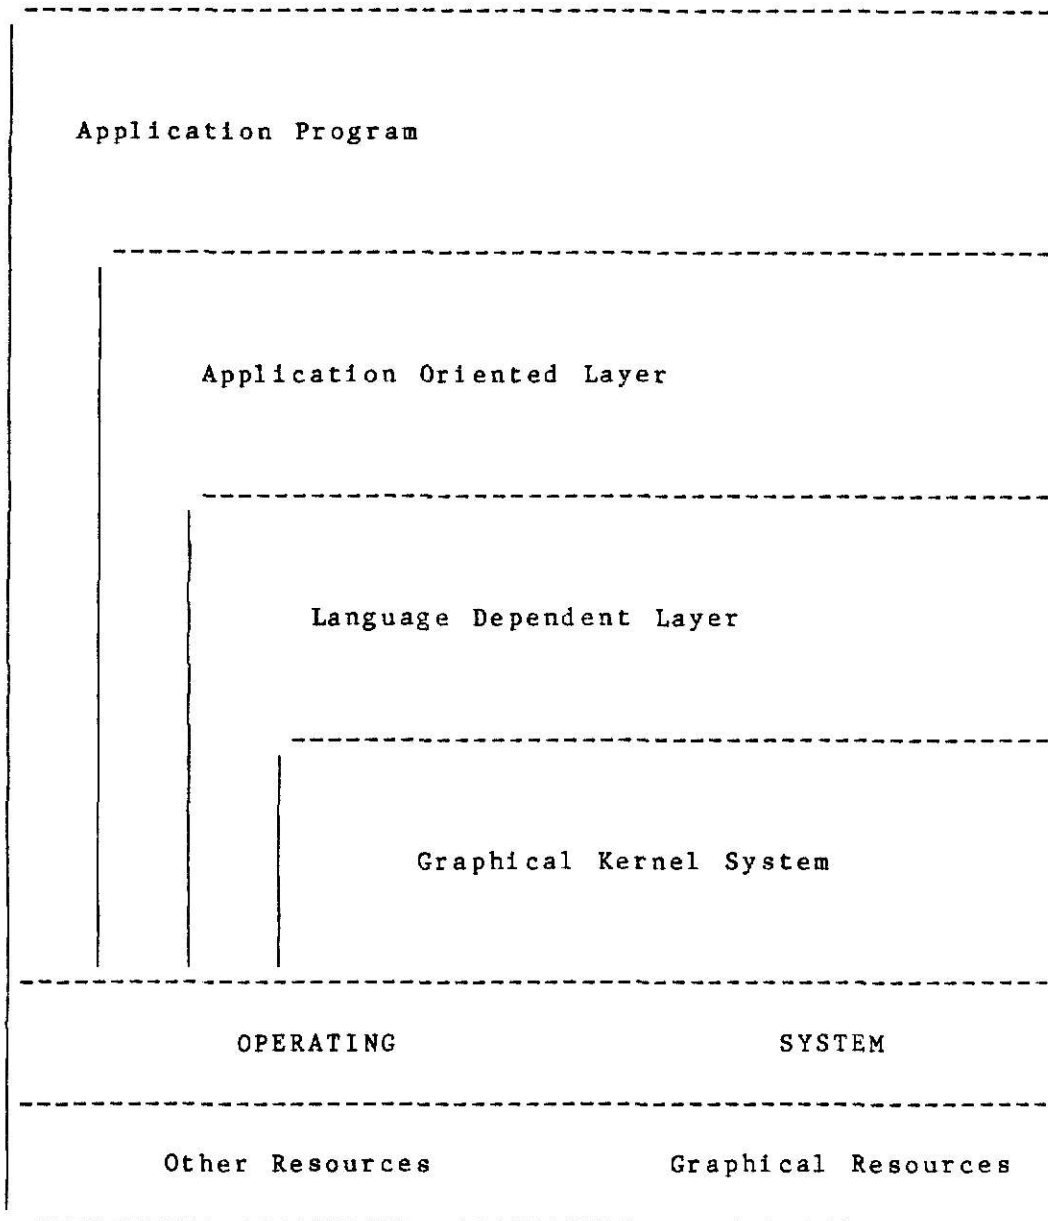 Application Program
Application Oriented Layer
Language Dependent Layer
Graphical Kernel System
OPERATING SYSTEM
Other Resources Graphical Resources